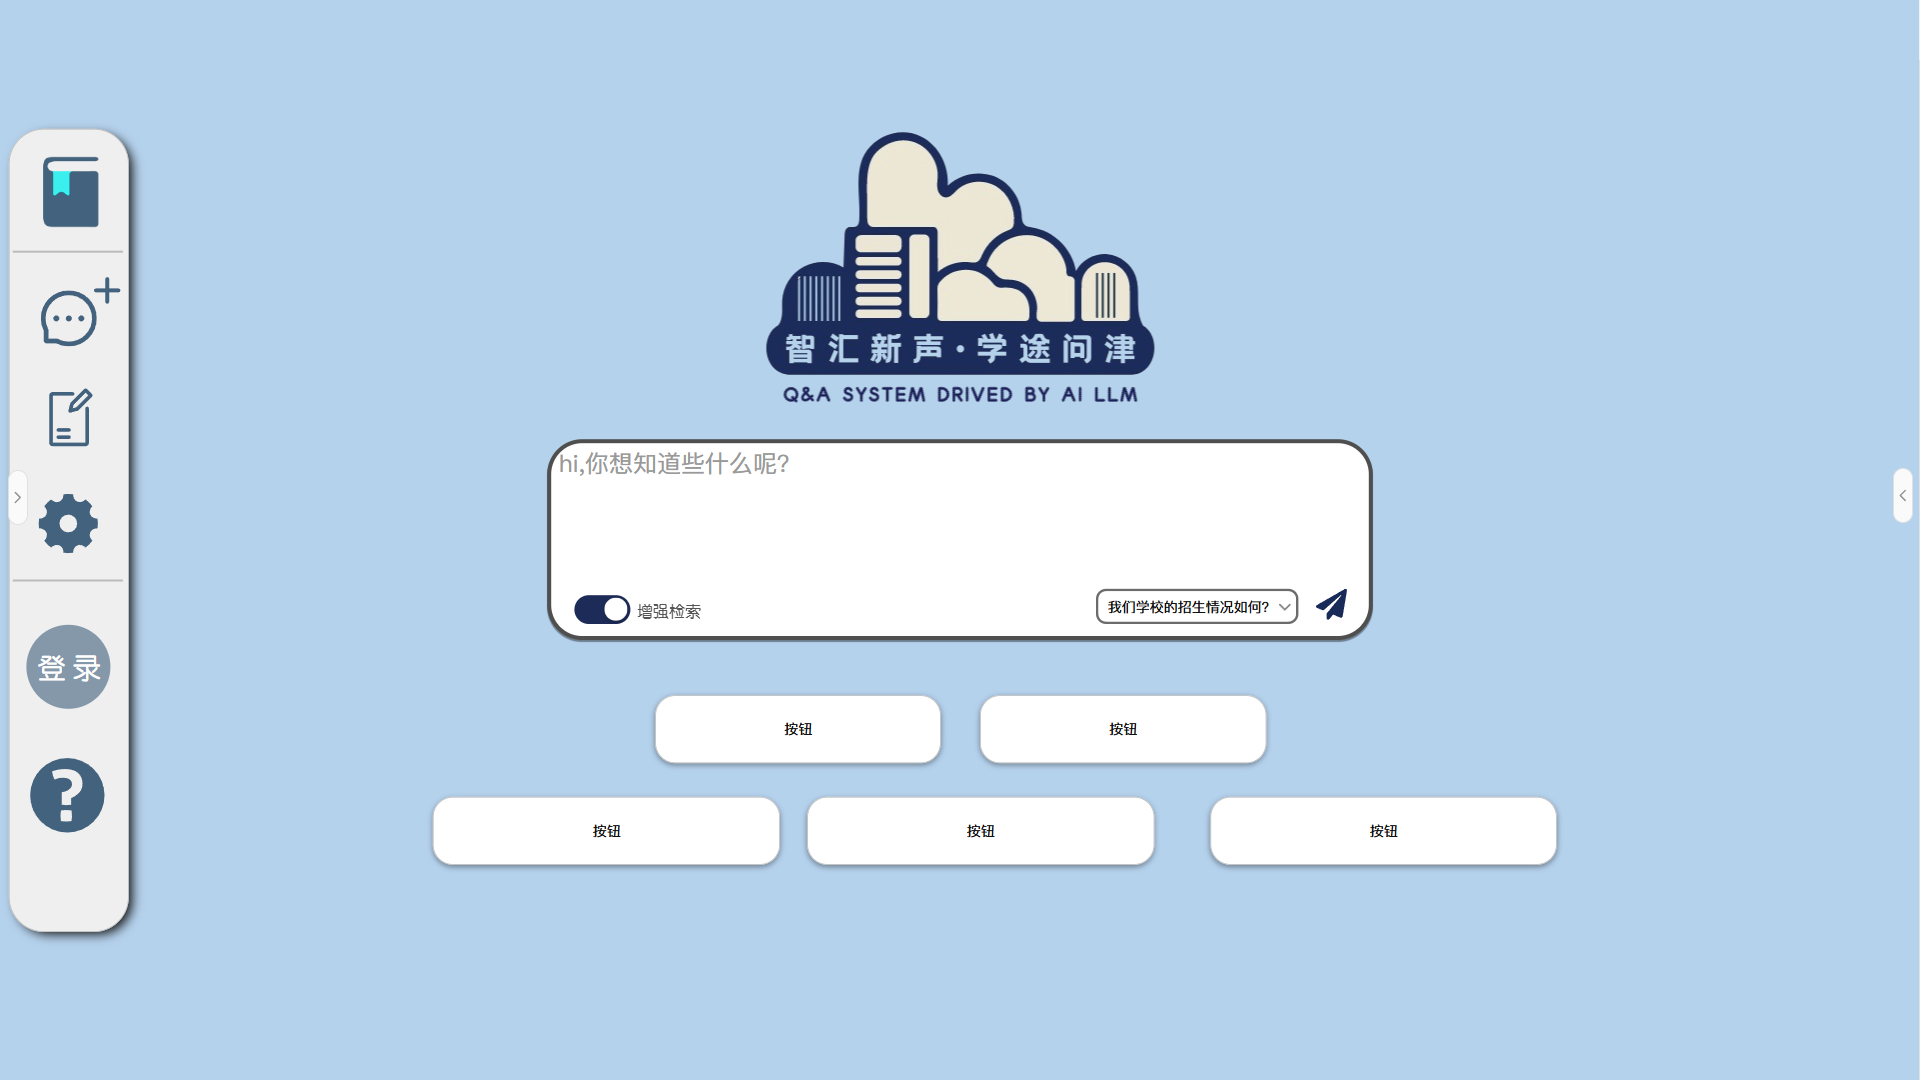 智汇新声·学途问津
Q&A SYSTEM DRIVED BY AI LLM
hi,你想知道些什么呢?
增强检索
我们学校的招生情况如何?
登录
?
按钮
按钮
按钮
按钮
按钮